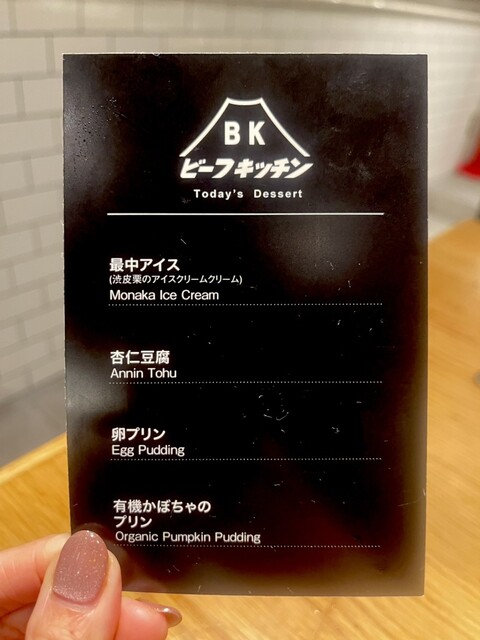 BK
ビーフキッチン
Today's Dessert
最中アイス
(渋皮栗のアイスクリームクリーム)
Monaka Ice Cream
杏仁豆腐
Annin Tohu
卵プリン
Egg Pudding
有機かぼちゃの
プリン
Organic Pumpkin Pudding